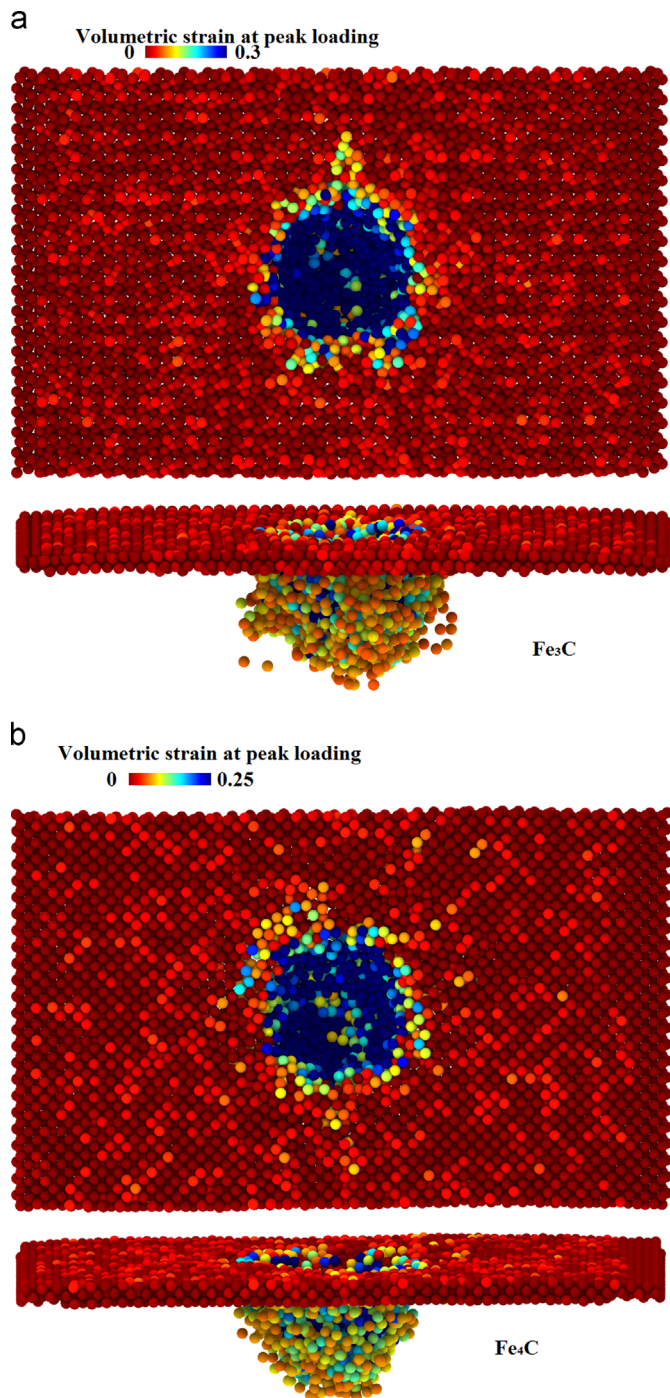 a
Volumetric strain at peak loading
0 0.3
Fe₃C
b
Volumetric strain at peak loading
0 0.25
Fe₄C